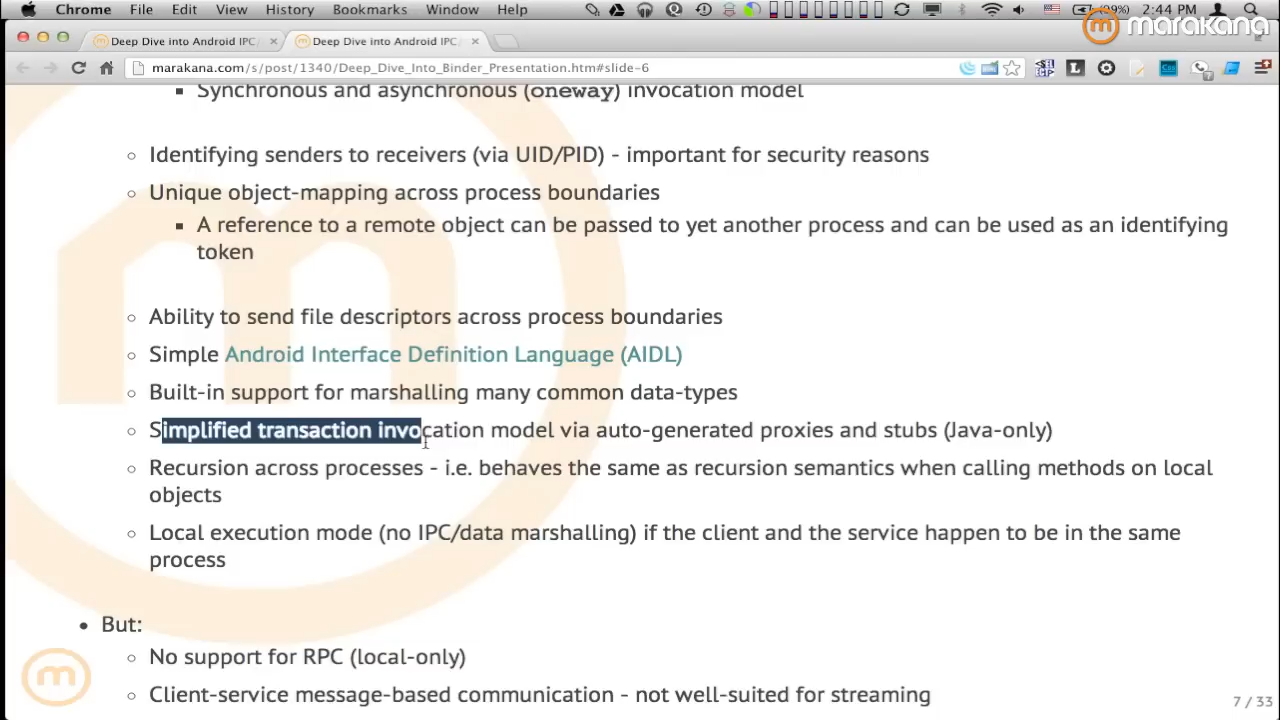 Chrome File Edit View History Bookmarks Window Help (99%) 2:44 PM
marakana
Deep Dive into Android IPC/ Deep Dive into Android IPC/
marakana.com/s/post/1340/Deep_Dive_Into_Binder_Presentation.htm#slide-6
Synchronous and asynchronous (oneway) invocation model
Identifying senders to receivers (via UID/PID) - important for security reasons
Unique object-mapping across process boundaries
A reference to a remote object can be passed to yet another process and can be used as an identifying
token
Ability to send file descriptors across process boundaries
Simple Android Interface Definition Language (AIDL)
Built-in support for marshalling many common data-types
Simplified transaction invocation model via auto-generated proxies and stubs (Java-only)
Recursion across processes - i.e. behaves the same as recursion semantics when calling methods on local
objects
Local execution mode (no IPC/data marshalling) if the client and the service happen to be in the same
process
But:
No support for RPC (local-only)
Client-service message-based communication - not well-suited for streaming
m
7 / 33